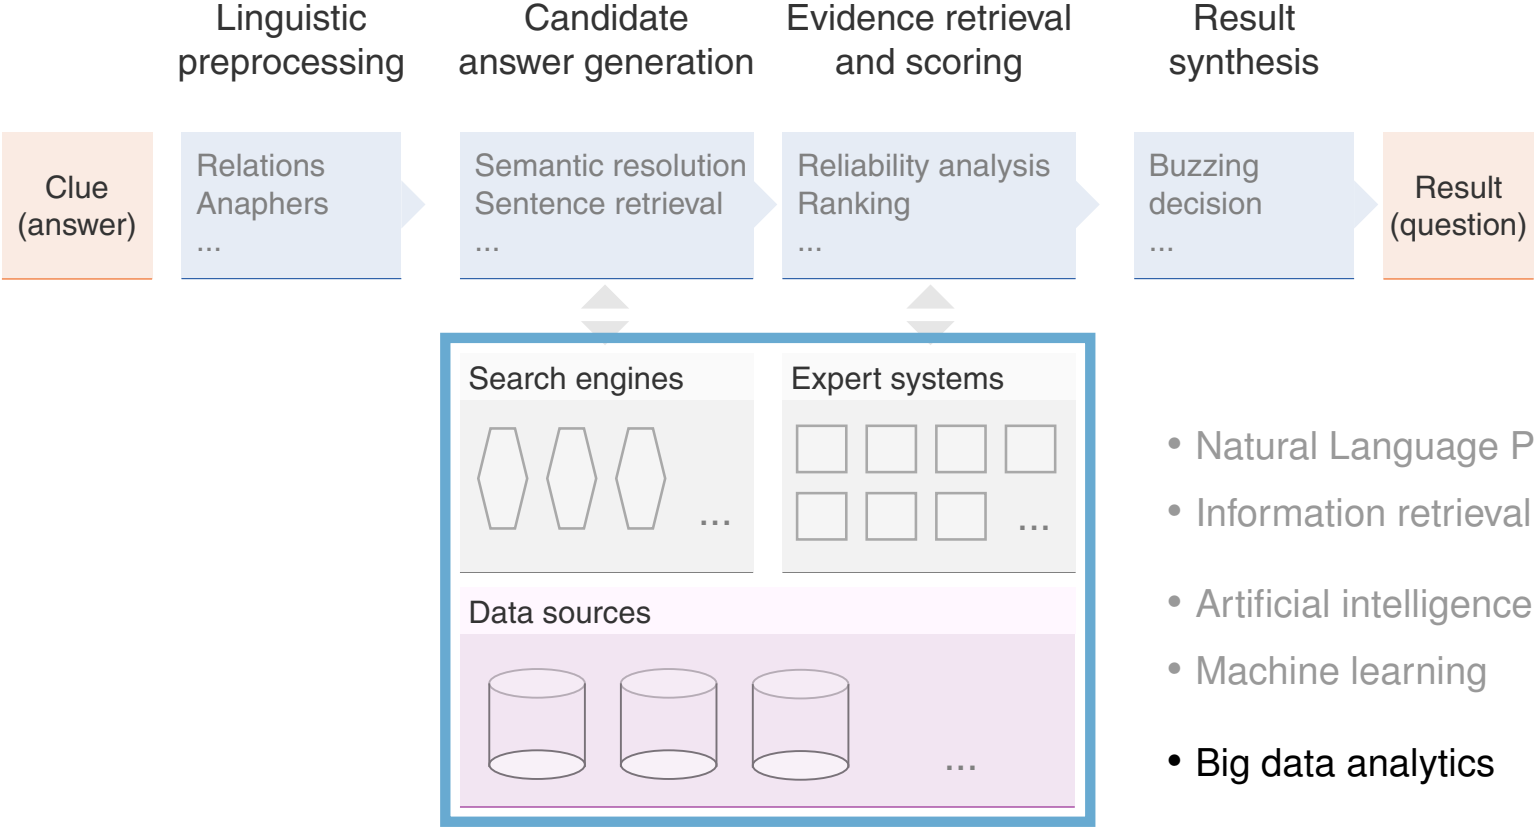 Linguistic
preprocessing
Candidate
answer generation
Evidence retrieval
and scoring
Result
synthesis
Clue
(answer)
Relations
Anaphers
...
Semantic resolution
Sentence retrieval
...
Reliability analysis
Ranking
...
Buzzing
decision
...
Result
(question)
Search engines
...
Expert systems
...
Data sources
...
• Natural Language P
• Information retrieval
• Artificial intelligence
• Machine learning
• Big data analytics